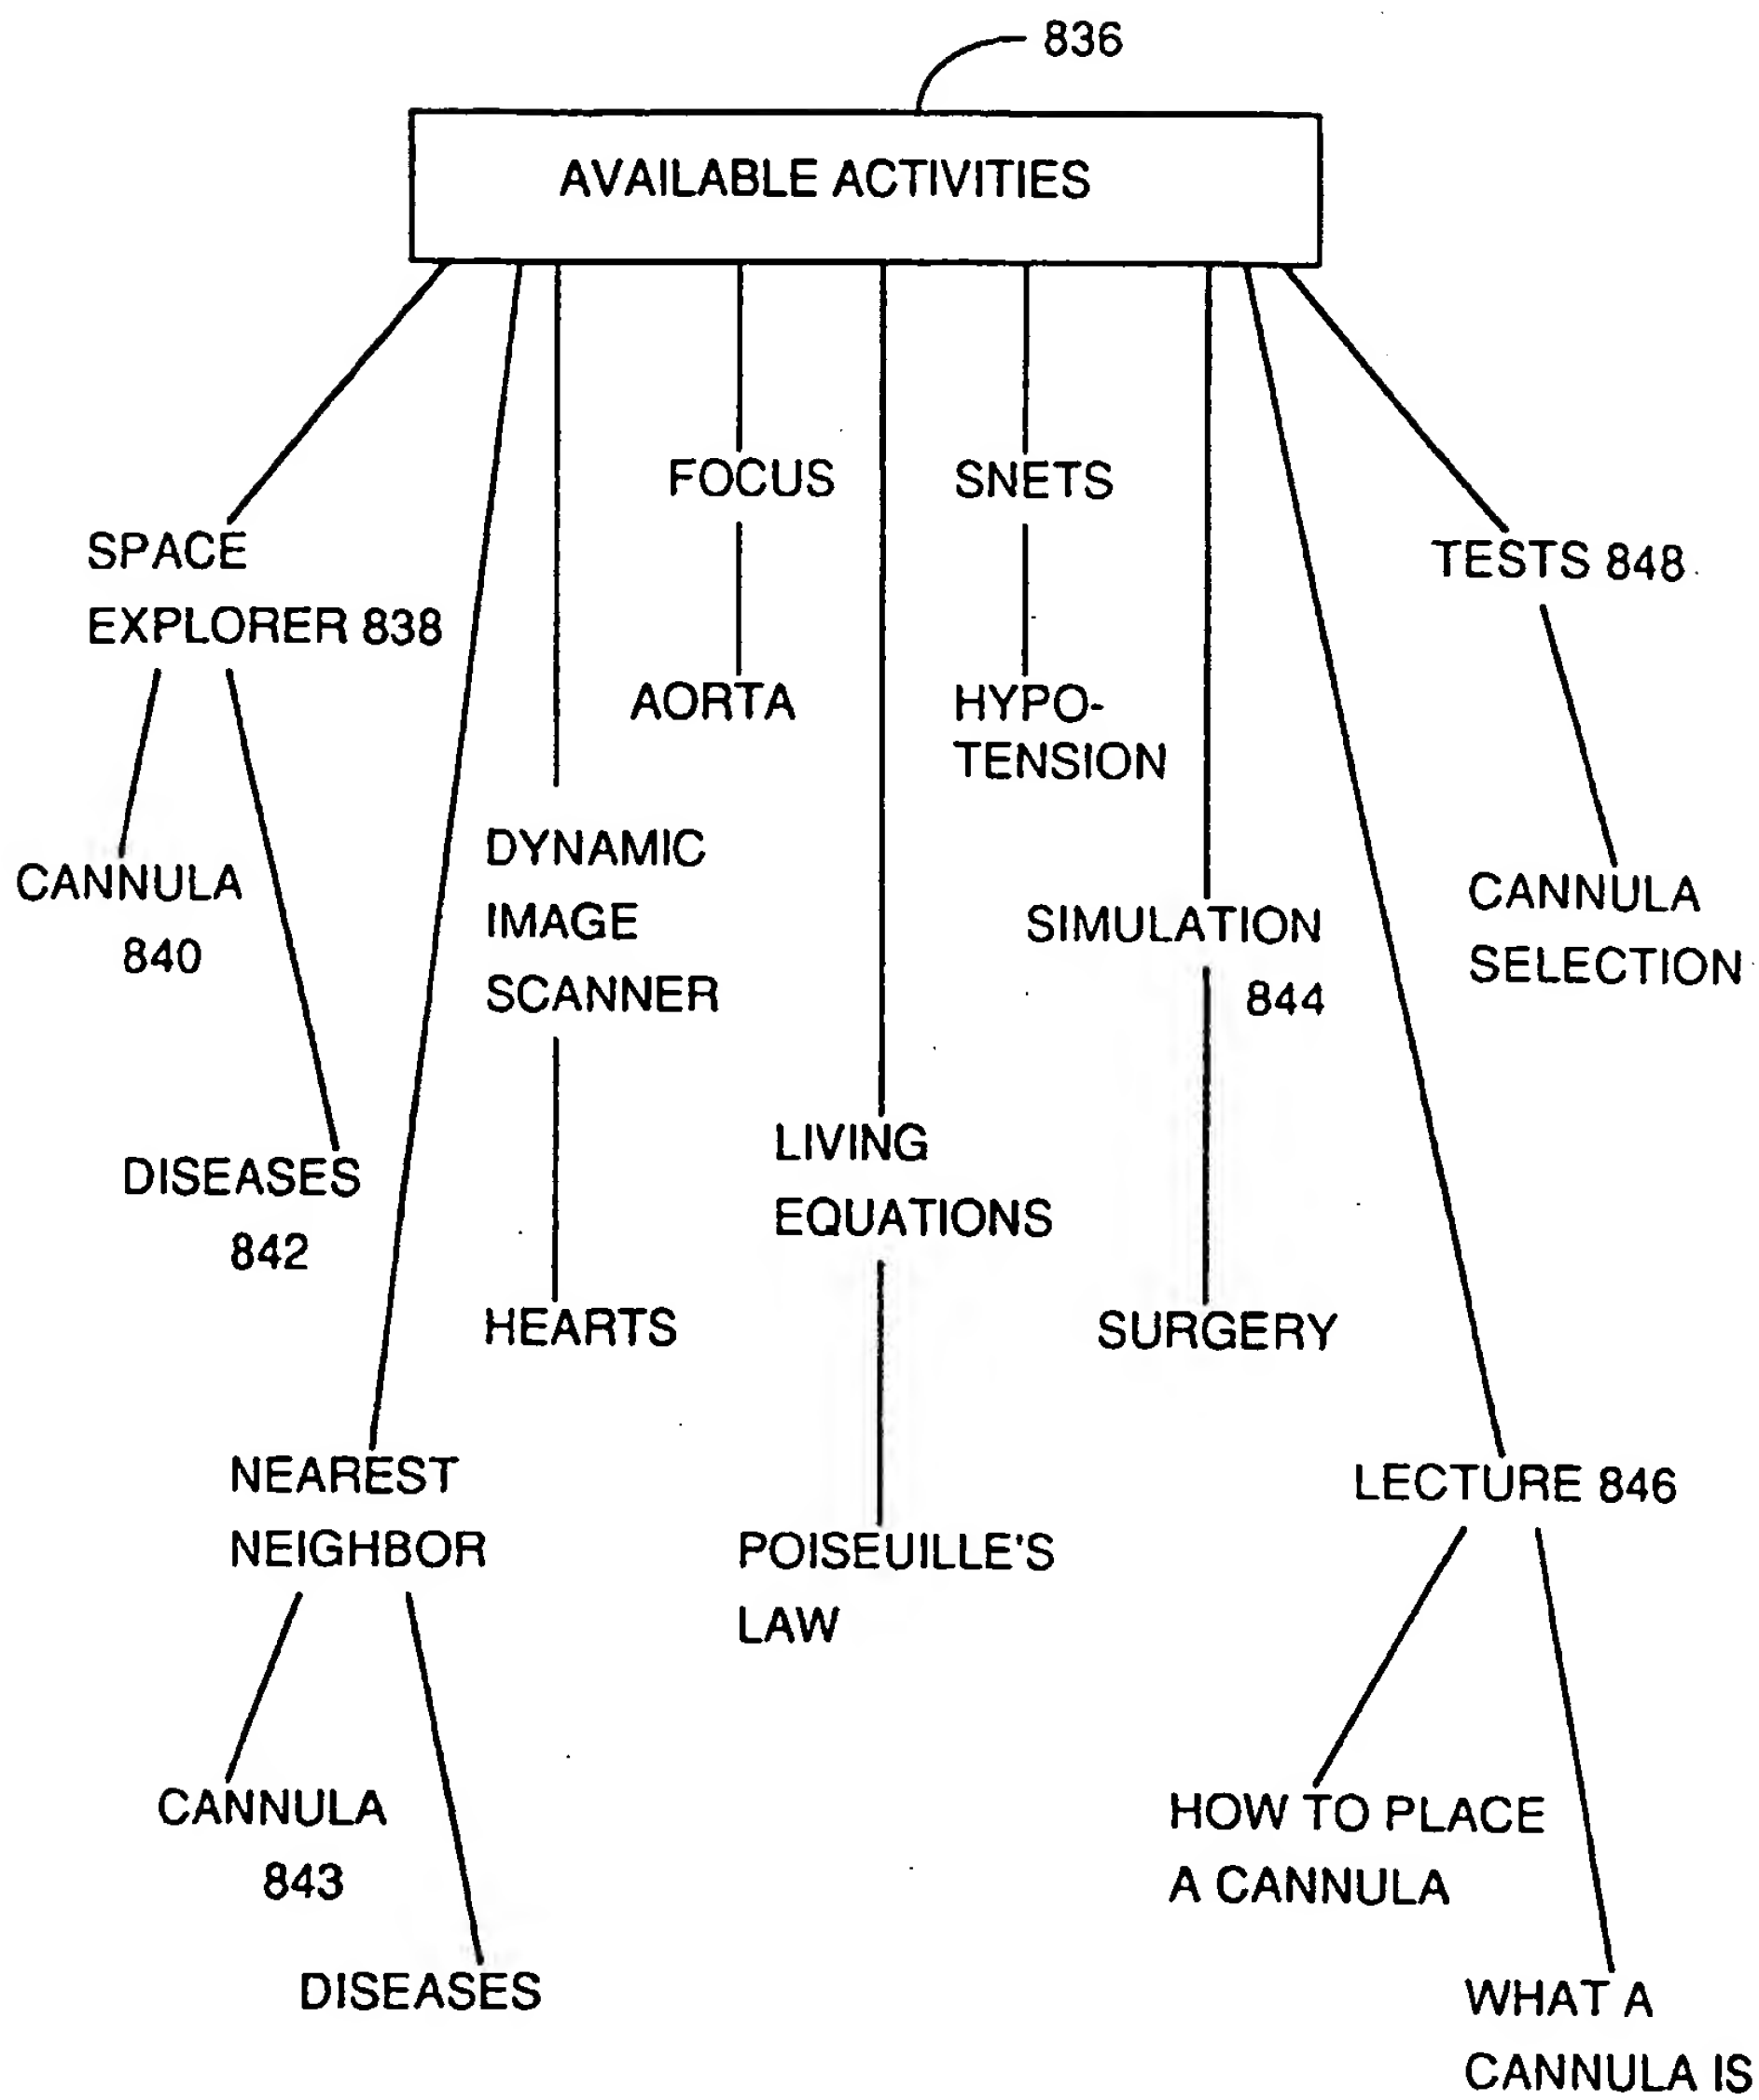 836
AVAILABLE ACTIVITIES
FOCUS
SNETS
SPACE
EXPLORER 838
TESTS 848
AORTA
HYPO-
TENSION
CANNULA
840
DYNAMIC
IMAGE
SCANNER
SIMULATION
844
CANNULA
SELECTION
DISEASES
842
LIVING
EQUATIONS
HEARTS
SURGERY
NEAREST
NEIGHBOR
LECTURE 846
POISEUILLE'S
LAW
CANNULA
843
HOW TO PLACE
A CANNULA
DISEASES
WHAT A
CANNULA IS